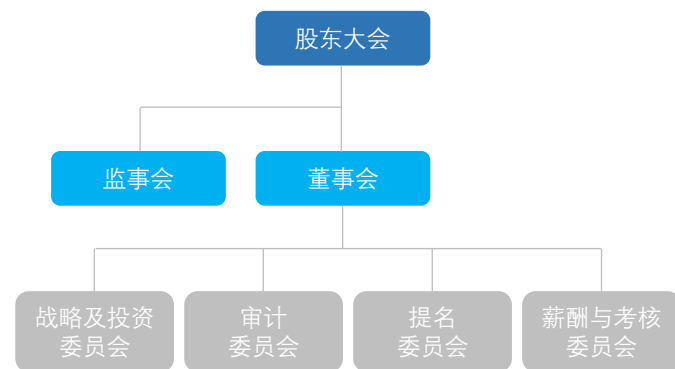 股东大会
监事会
董事会
战略及投资
委员会
审计
委员会
提名
委员会
薪酬与考核
委员会